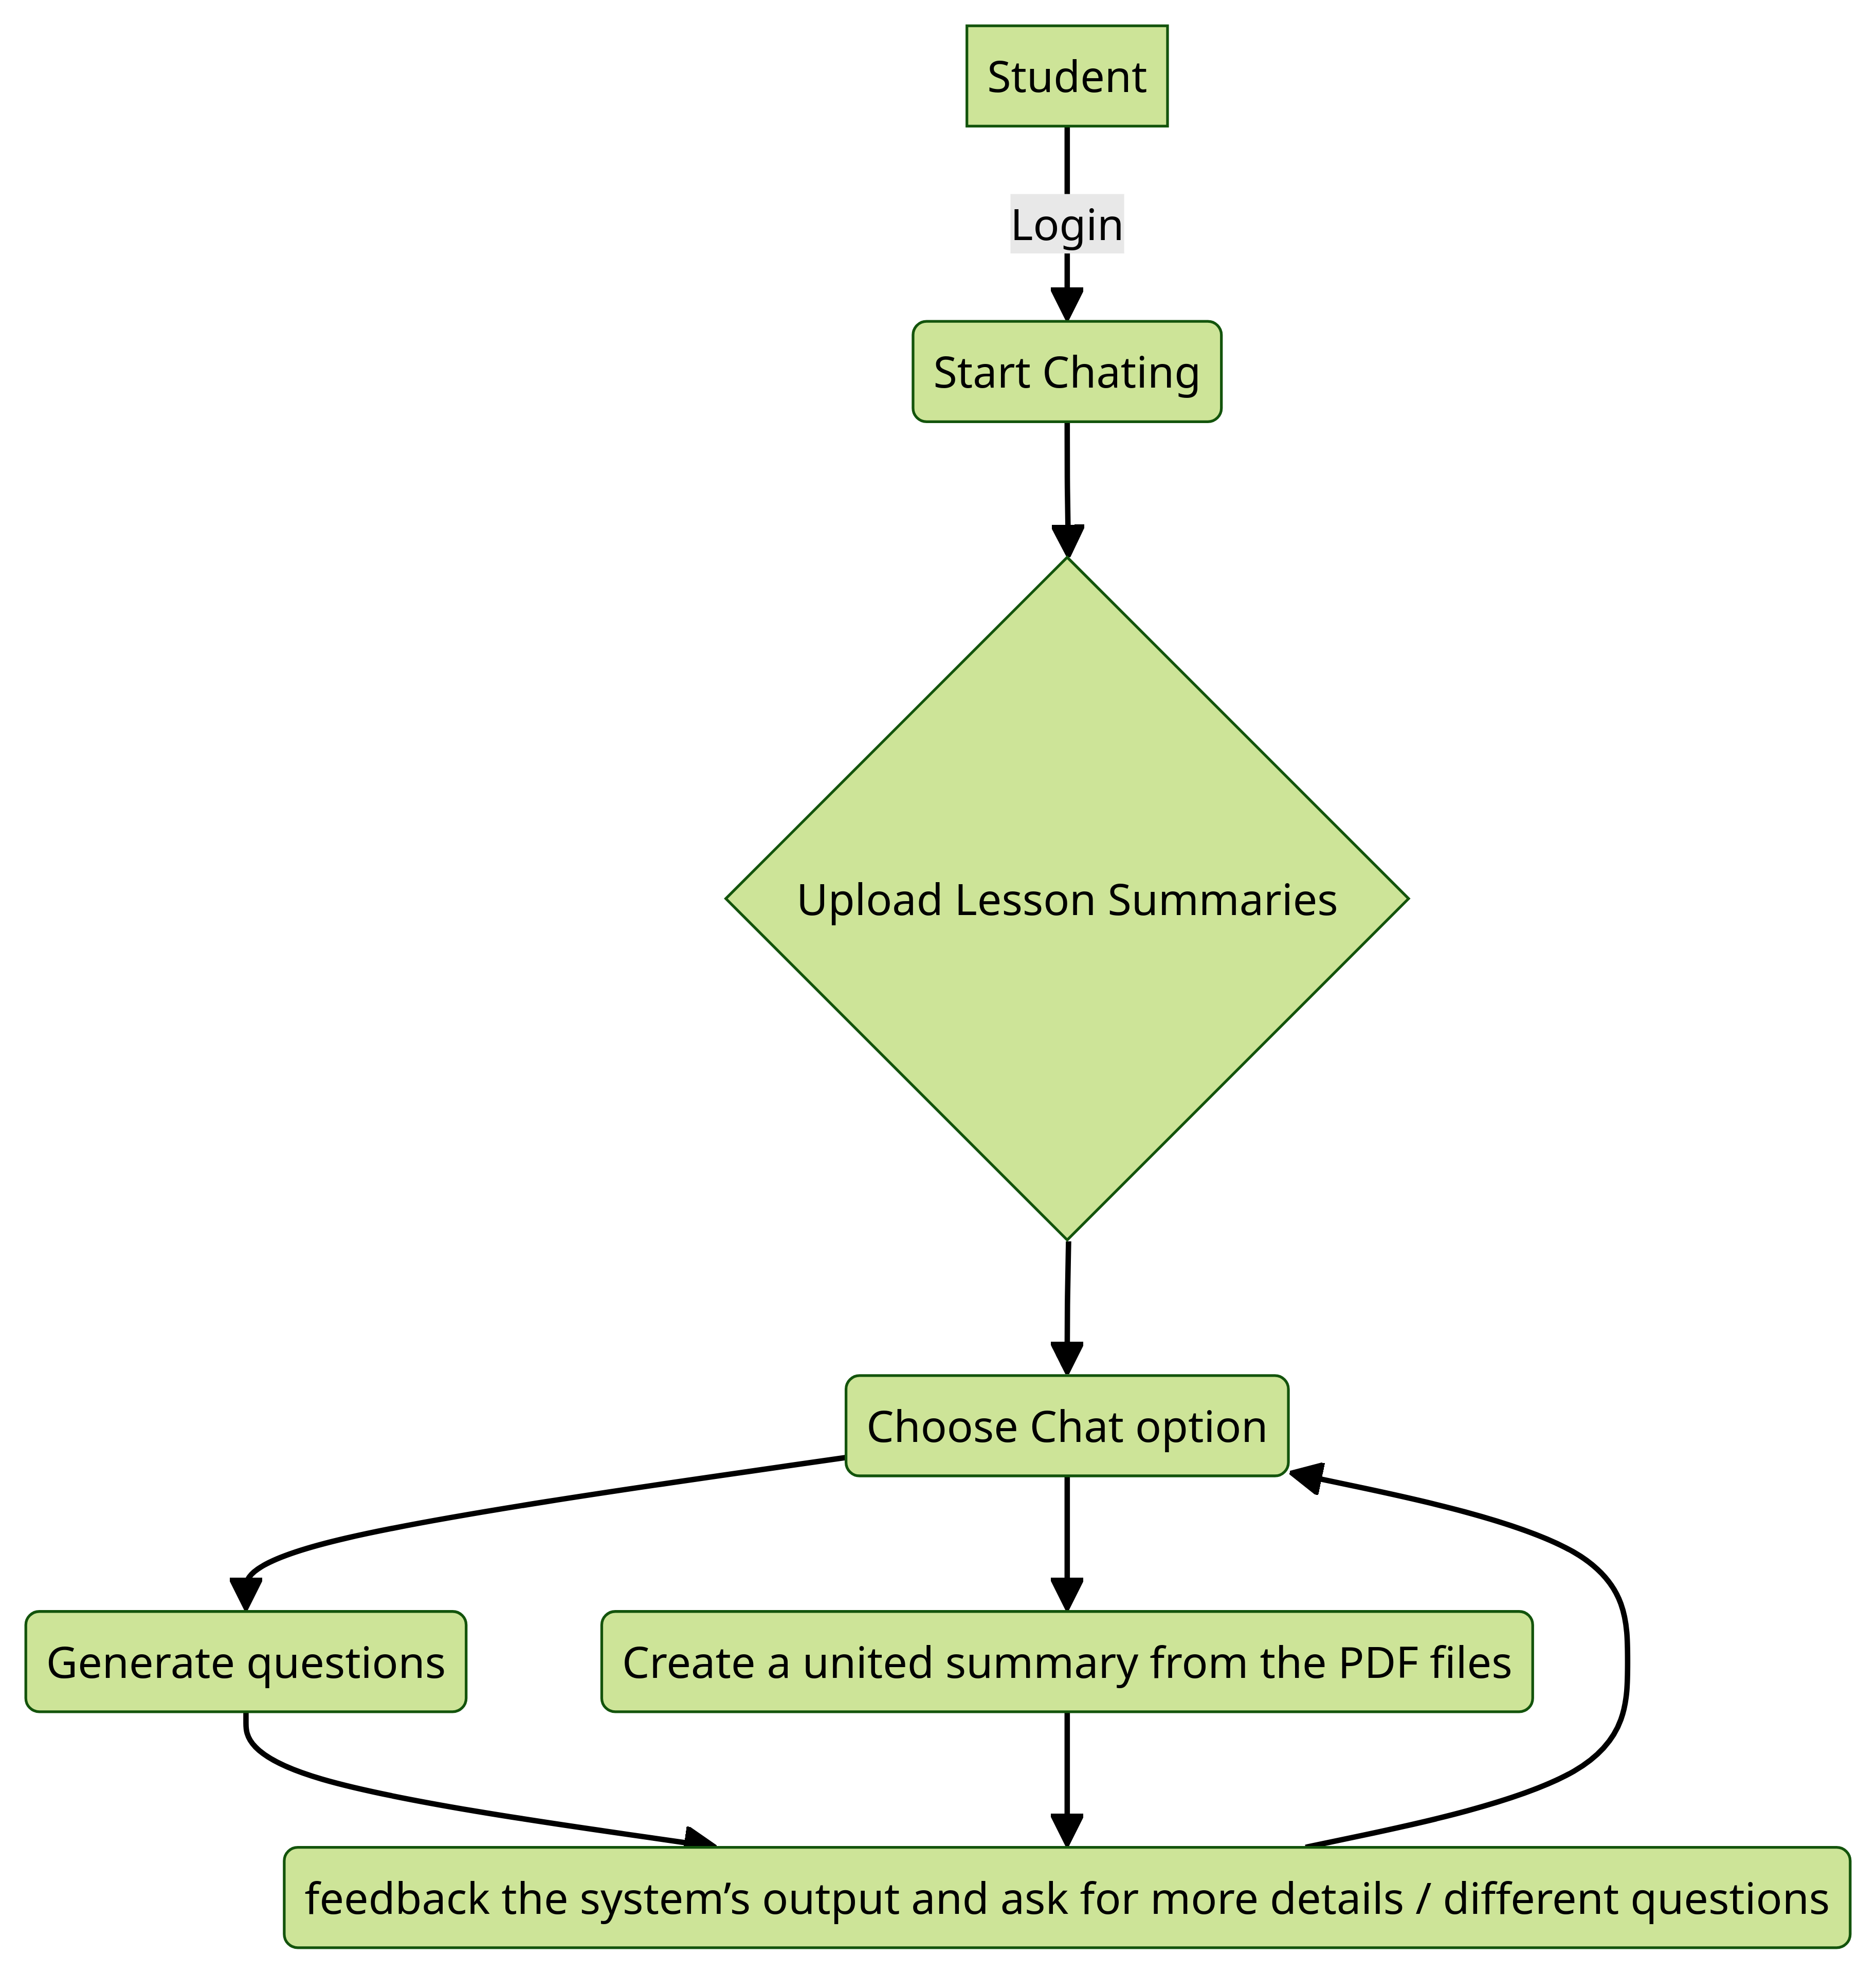 Student
Login
Start Chating
Upload Lesson Summaries
Choose Chat option
Generate questions
Create a united summary from the PDF files
feedback the system’s output and ask for more details / different questions